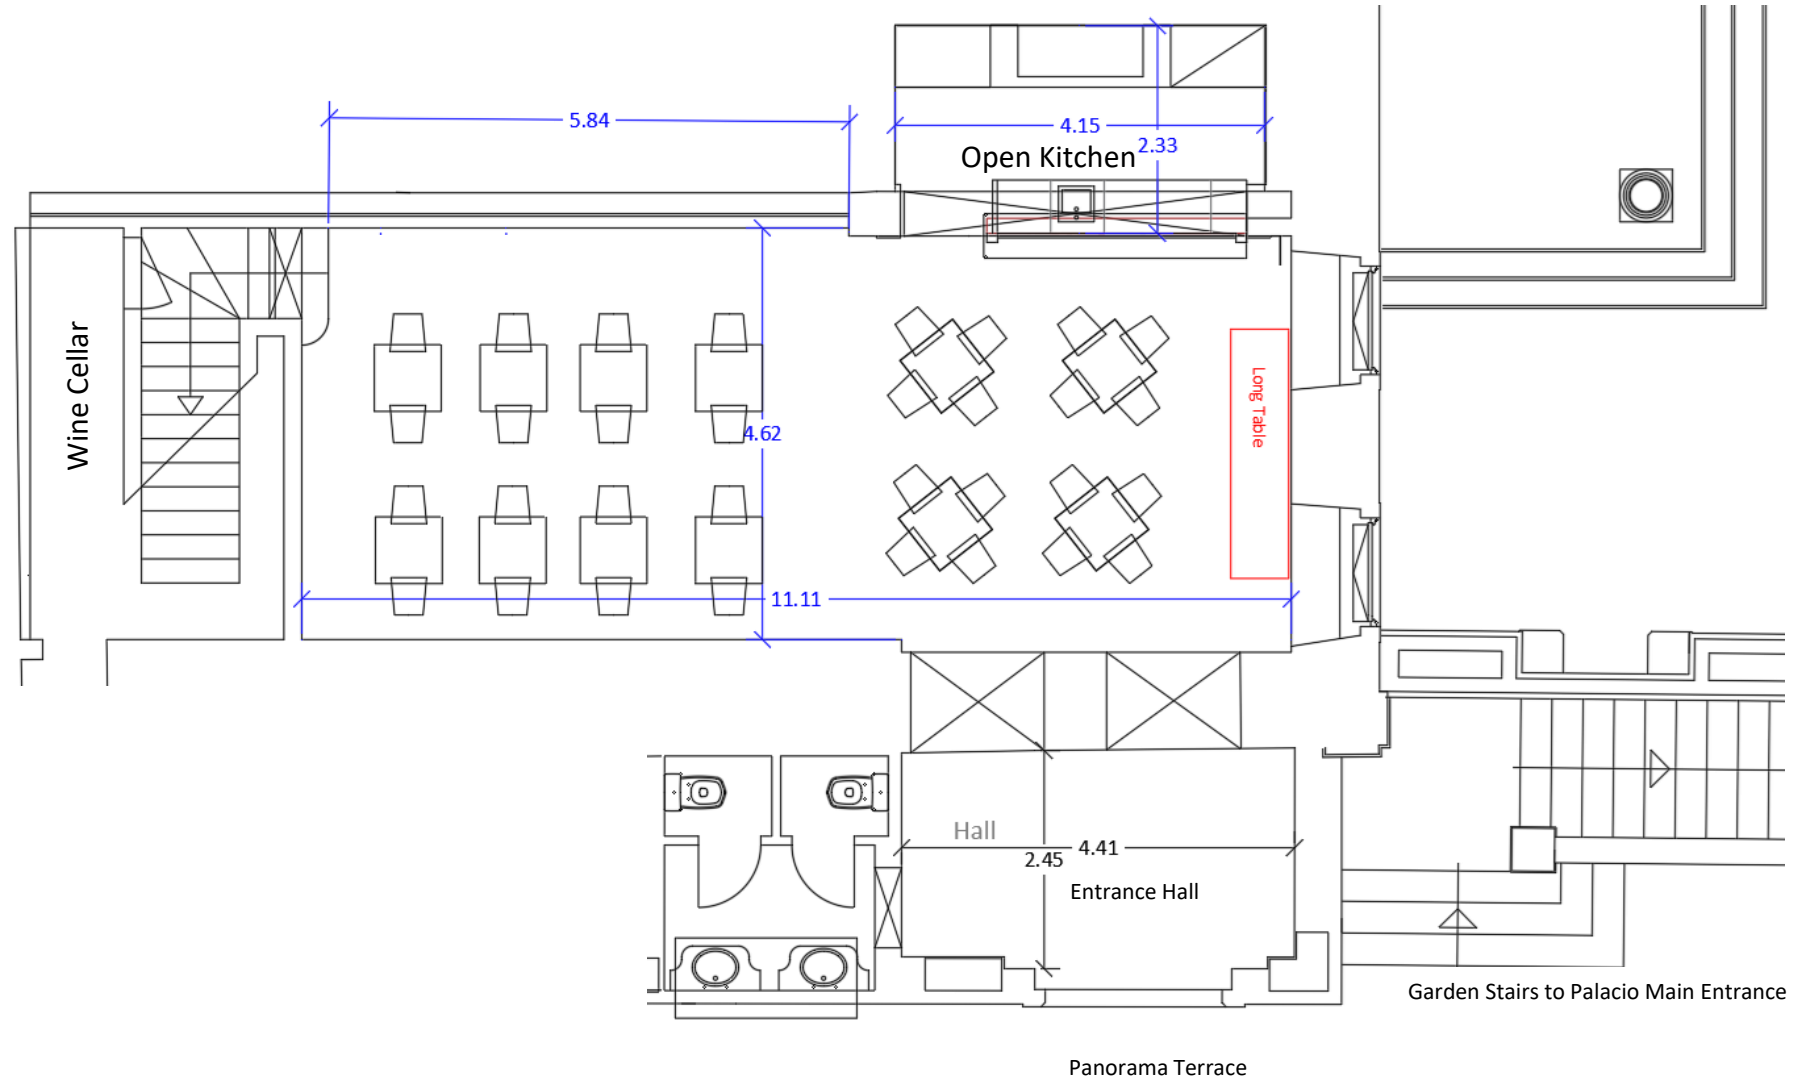 5.84
4.15
2.33
Open Kitchen
Wine Cellar
Long Table
4.62
11.11
Hall
4.41
2.45
Entrance Hall
Garden Stairs to Palacio Main Entrance
Panorama Terrace